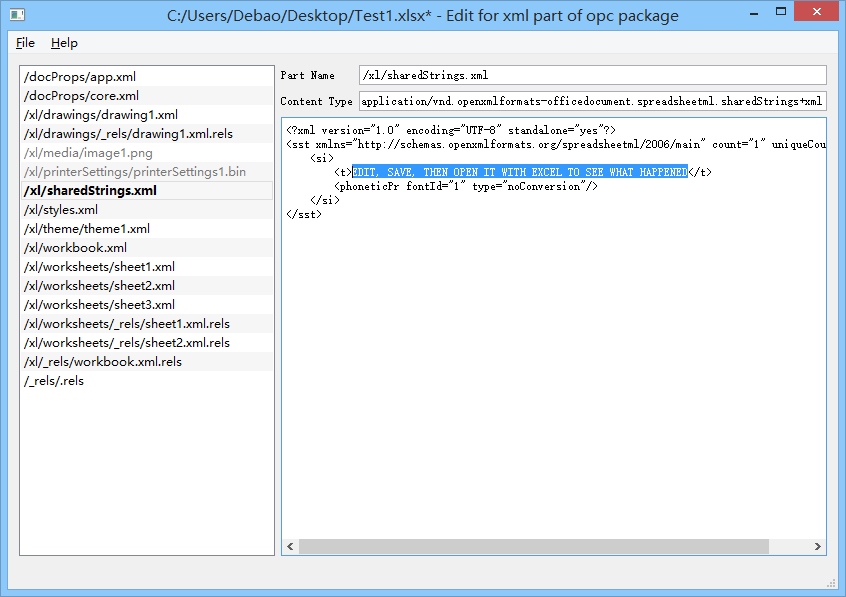 C:/Users/Debao/Desktop/Test1.xlsx* - Edit for xml part of opc package
File Help
/docProps/app.xml
/docProps/core.xml
/xl/drawings/drawing1.xml
/xl/drawings/_rels/drawing1.xml.rels
/xl/media/image1.png
/xl/printerSettings/printerSettings1.bin
/xl/sharedStrings.xml
/xl/styles.xml
/xl/theme/theme1.xml
/xl/workbook.xml
/xl/worksheets/sheet1.xml
/xl/worksheets/sheet2.xml
/xl/worksheets/sheet3.xml
/xl/worksheets/_rels/sheet1.xml.rels
/xl/worksheets/_rels/sheet2.xml.rels
/xl/_rels/workbook.xml.rels
/_rels/.rels
Part Name /xl/sharedStrings.xml
Content Type application/vnd.openxmlformats-officedocument.spreadsheetml.sharedStrings+xml
<?xml version="1.0" encoding="UTF-8" standalone="yes"?>
<sst xmlns="http://schemas.openxmlformats.org/spreadsheetml/2006/main" count="1" uniqueCou
<si>
<t>EDIT, SAVE, THEN OPEN IT WITH EXCEL TO SEE WHAT HAPPENED</t>
<phoneticPr fontId="1" type="noConversion"/>
</si>
</sst>